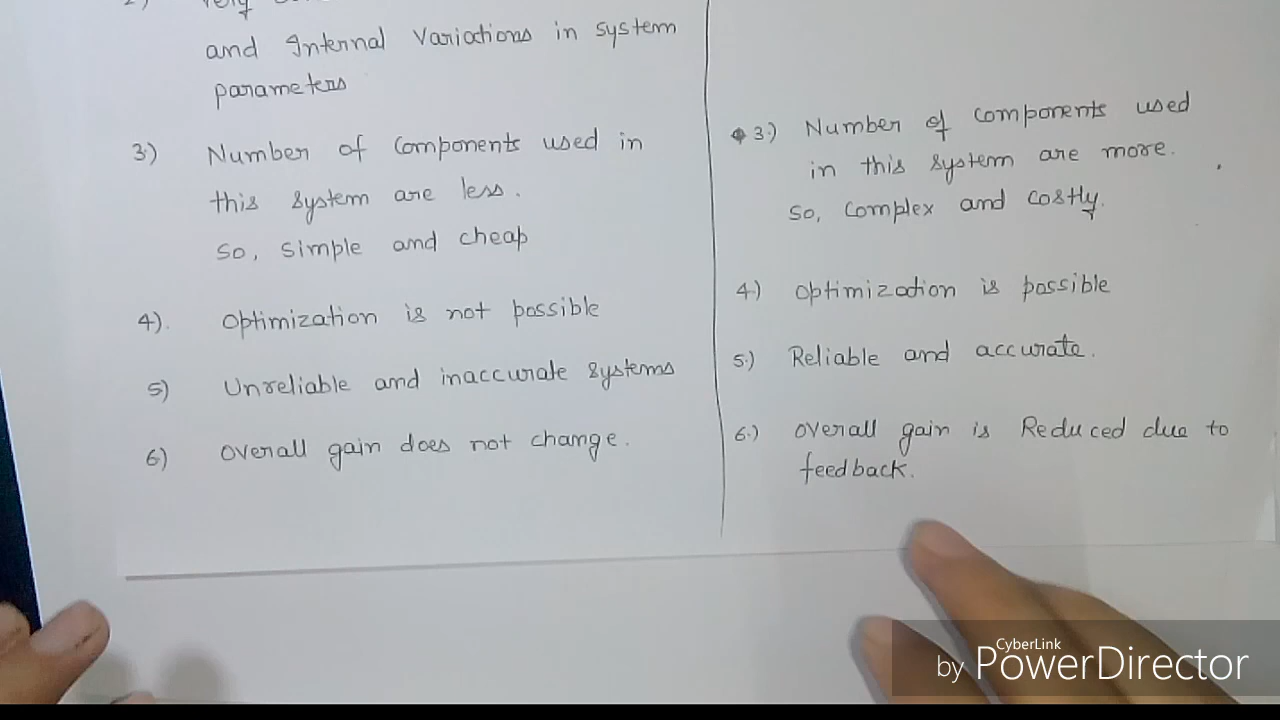 and Internal Variations in system
parameters
3.) Number of Components used in
this system are less.
So, Simple and cheap
4). Optimization is not possible
5) Unreliable and inaccurate systems
6) Overall gain does not change.
3.) Number of components used
in this system are more.
So, Complex and costly.
4.) Optimization is possible
5.) Reliable and accurate.
6.) Overall gain is Reduced due to
feedback.
CyberLink
by PowerDirector